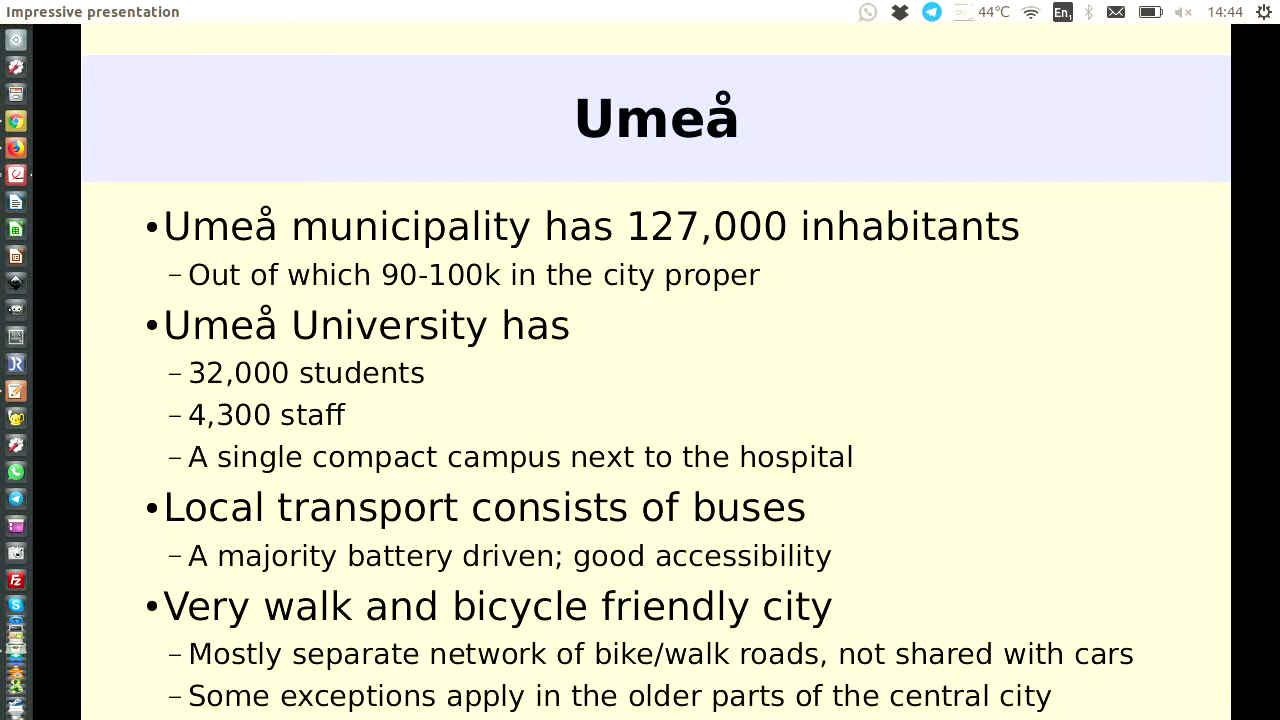 Impressive presentation
44°C
En1
14:44
Umeå
•Umeå municipality has 127,000 inhabitants
–Out of which 90-100k in the city proper
•Umeå University has
–32,000 students
–4,300 staff
–A single compact campus next to the hospital
•Local transport consists of buses
–A majority battery driven; good accessibility
•Very walk and bicycle friendly city
–Mostly separate network of bike/walk roads, not shared with cars
–Some exceptions apply in the older parts of the central city